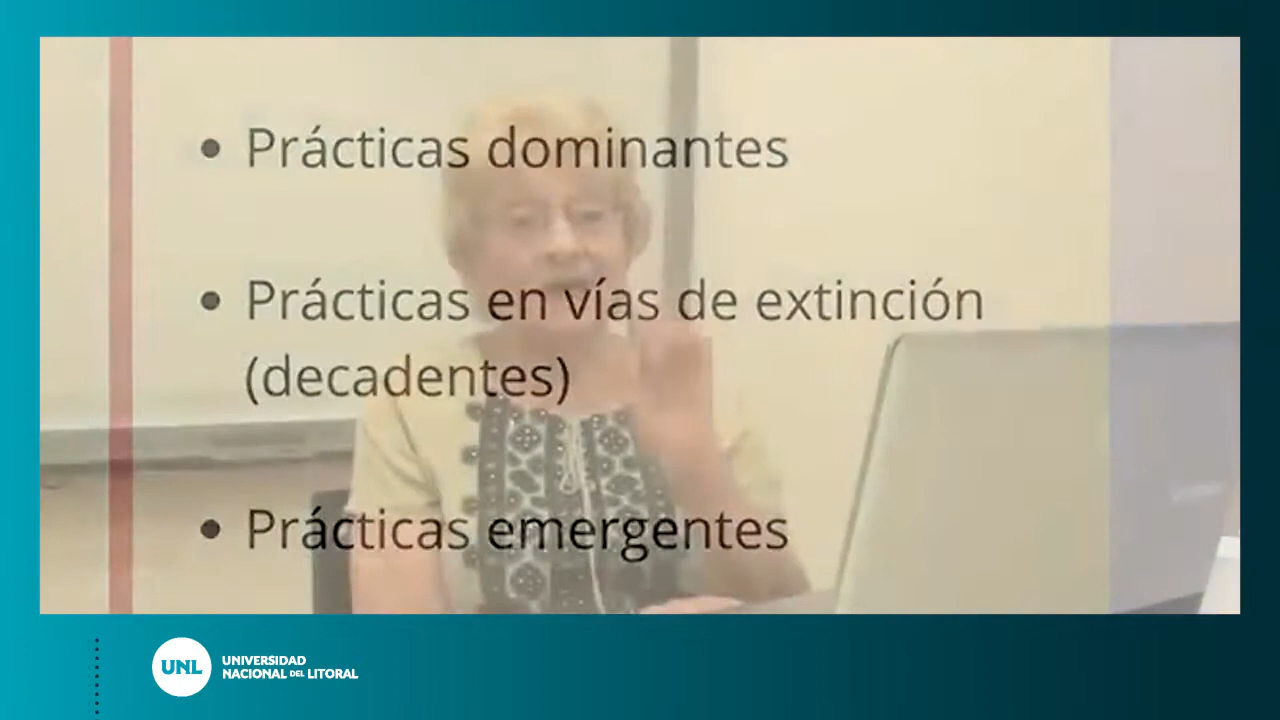 • Prácticas dominantes
• Prácticas en vías de extinción
(decadentes)
• Prácticas emergentes
UNL
UNIVERSIDAD
NACIONAL DEL LITORAL